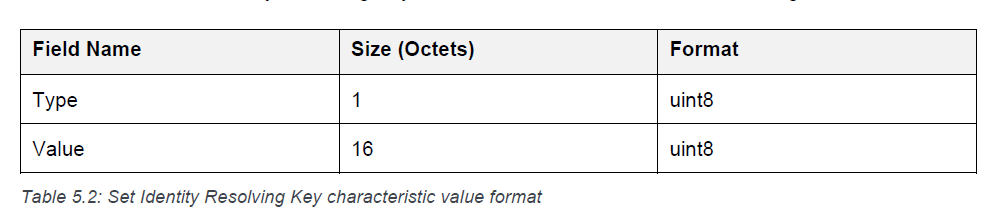 Field Name Size (Octets) Format
Type 1 uint8
Value 16 uint8
Table 5.2: Set Identity Resolving Key characteristic value format